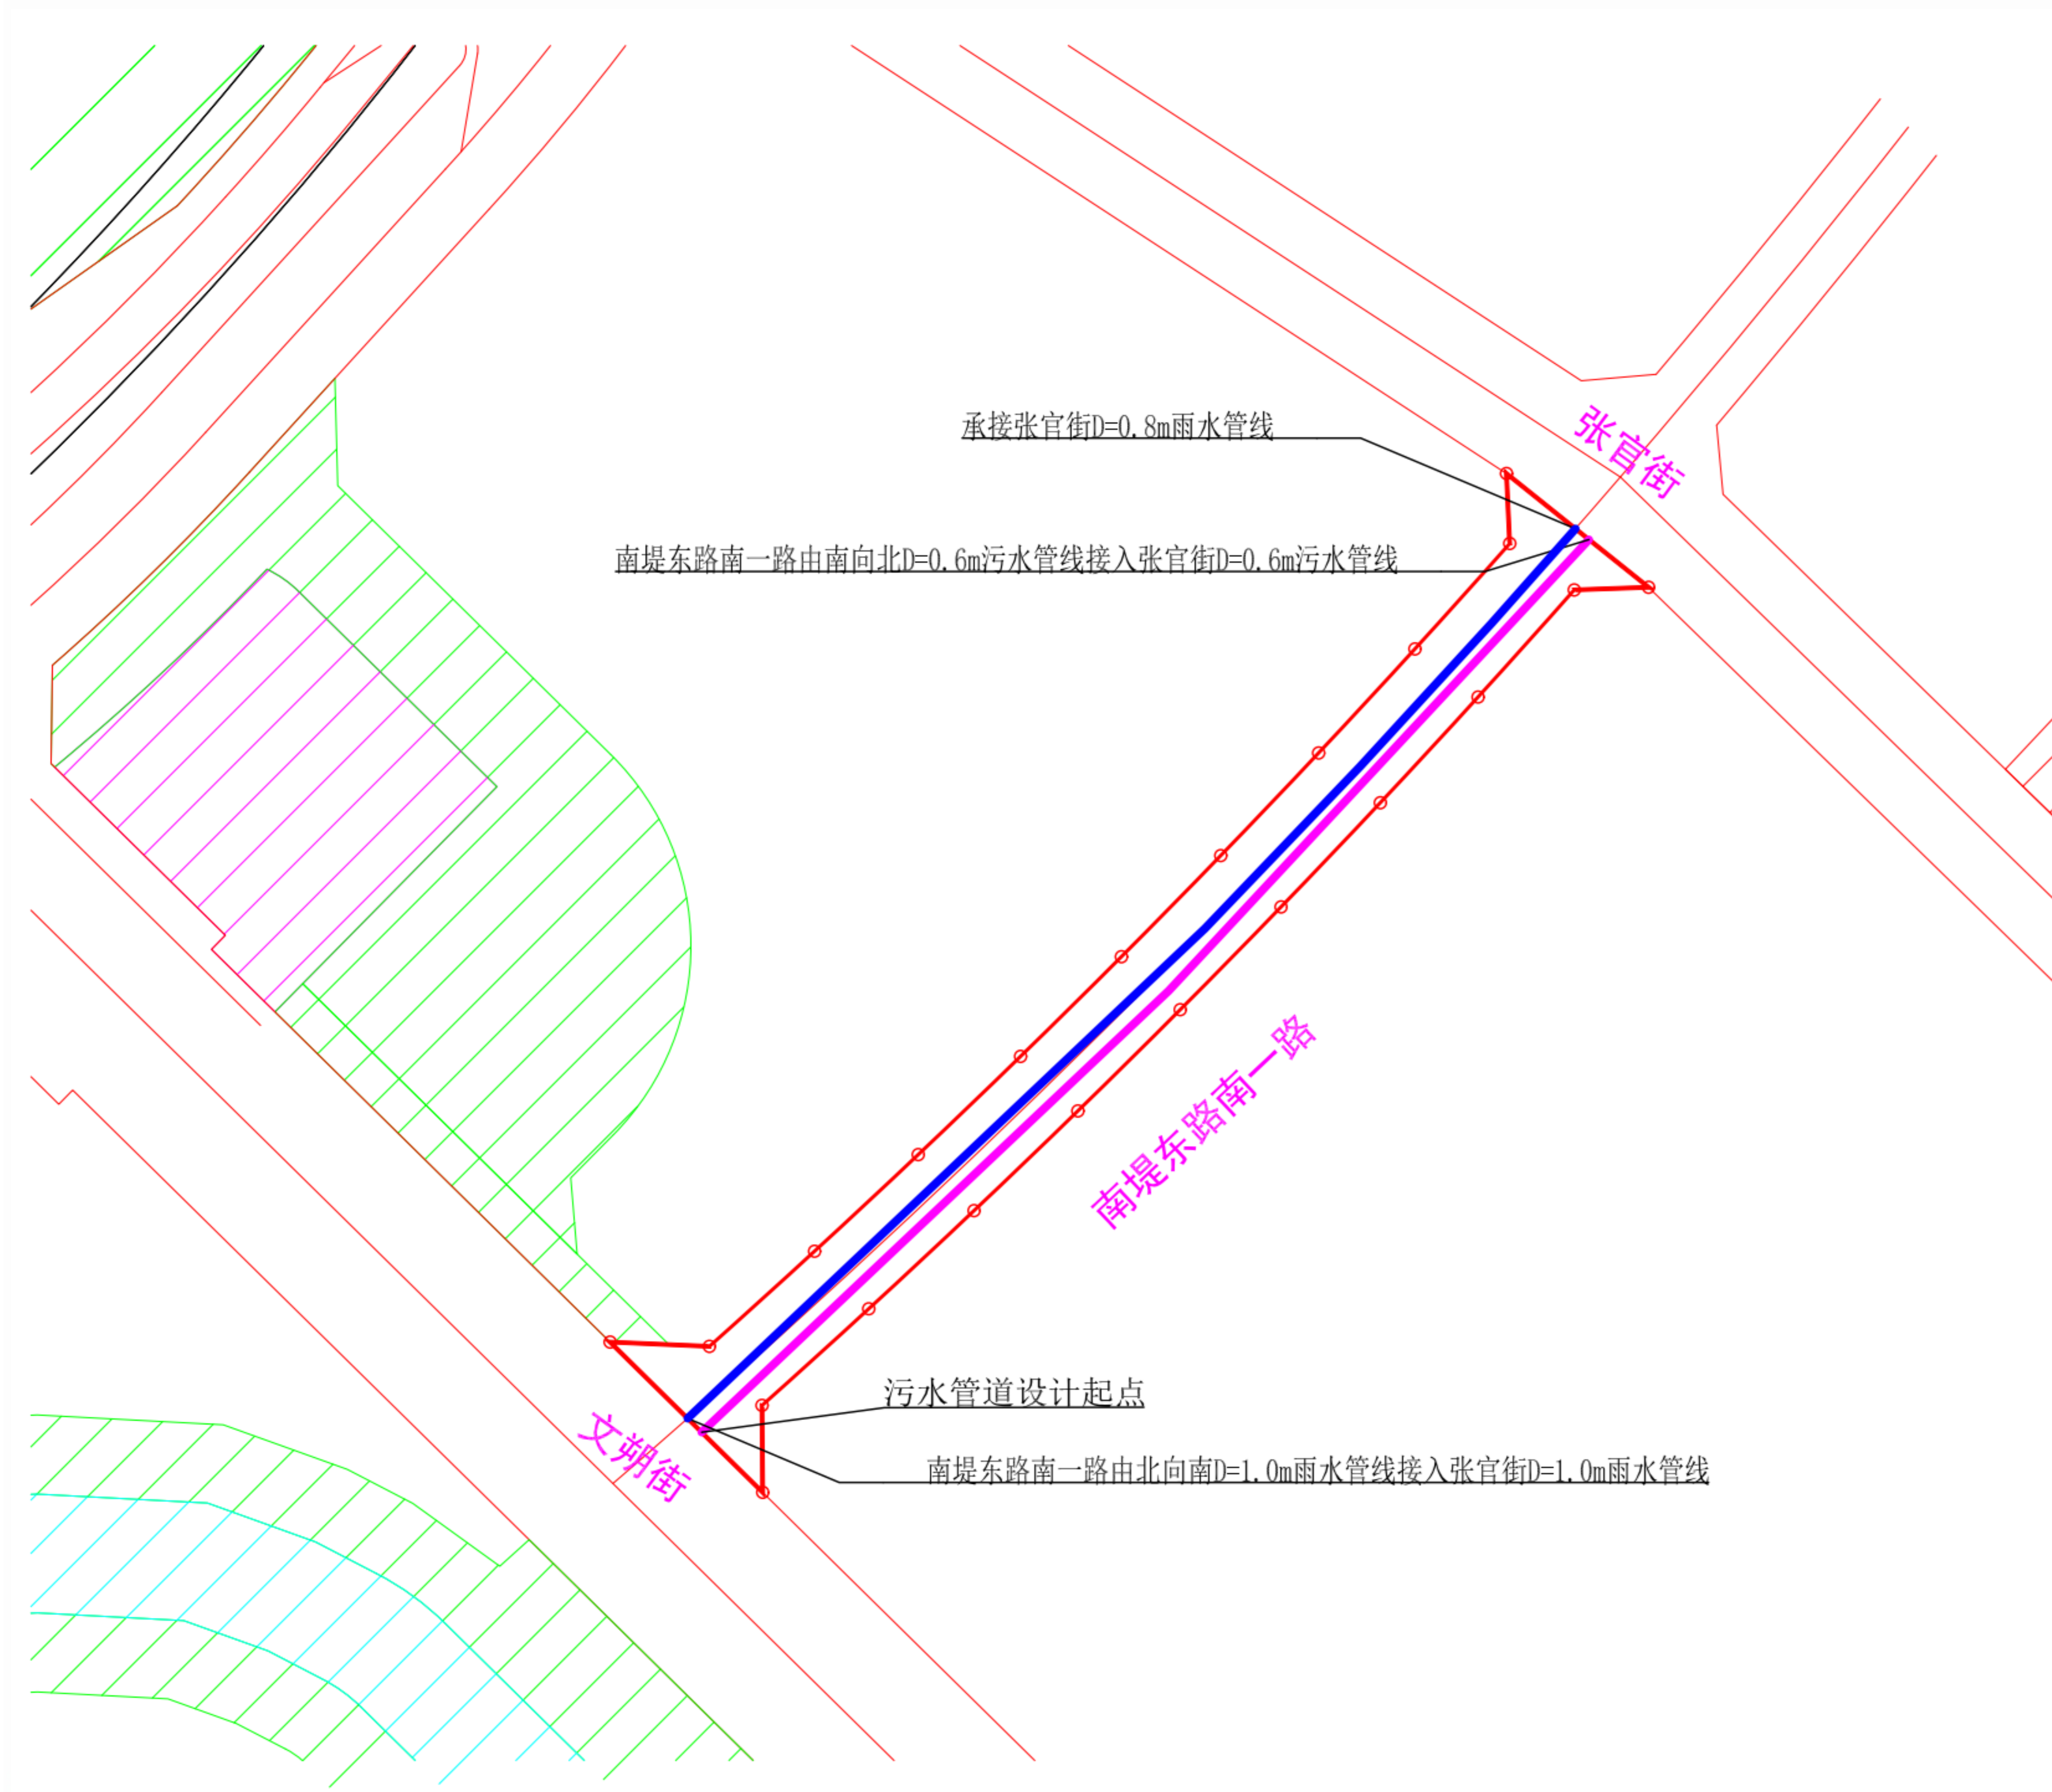 承接张官街D=0.8m雨水管线
张官街
南堤东路南一路由南向北D=0.6m污水管线接入张官街D=0.6m污水管线
南堤东路南一路
污水管道设计起点
文朔街
南堤东路南一路由北向南D=1.0m雨水管线接入张官街D=1.0m雨水管线